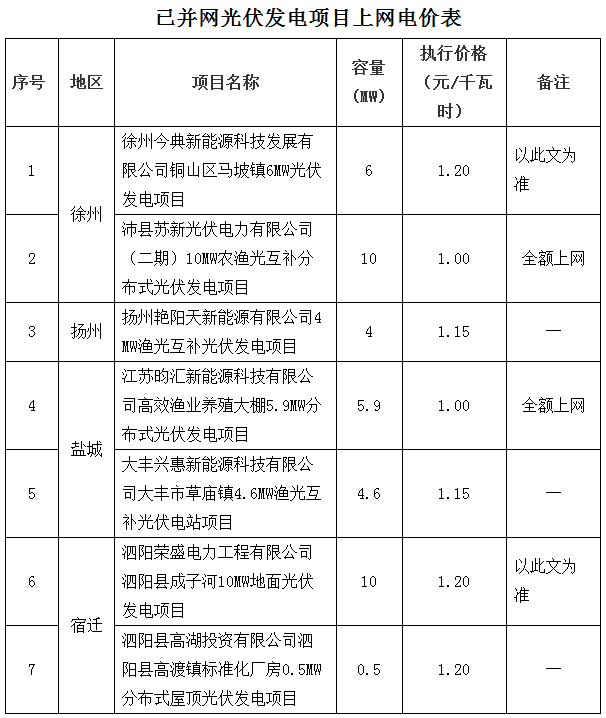 已并网光伏发电项目上网电价表
序号
地区
项目名称
容量
(MW)
执行价格
（元/千瓦
时）
备注
1
徐州
徐州今典新能源科技发展有
限公司铜山区马坡镇6MW光伏
发电项目
6
1.20
以此文为
准
2
沛县苏新光伏电力有限公司
（二期）10MW农渔光互补分
布式光伏发电项目
10
1.00
全额上网
3
扬州
扬州艳阳天新能源有限公司4
MW渔光互补光伏发电项目
4
1.15
—
4
盐城
江苏昀汇新能源科技有限公
司高效渔业养殖大棚5.9MW分
布式光伏发电项目
5.9
1.00
全额上网
5
大丰兴惠新能源科技有限公
司大丰市草庙镇4.6MW渔光互
补光伏电站项目
4.6
1.15
—
6
宿迁
泗阳荣盛电力工程有限公司
泗阳县成子河10MW地面光伏
发电项目
10
1.20
以此文为
准
7
泗阳县高湖投资有限公司泗
阳县高渡镇标准化厂房0.5MW
分布式屋顶光伏发电项目
0.5
1.20
—